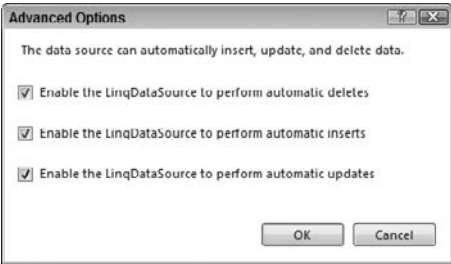 Advanced Options
The data source can automatically insert, update, and delete data.
Enable the LinqDataSource to perform automatic deletes
Enable the LinqDataSource to perform automatic inserts
Enable the LinqDataSource to perform automatic updates
OK Cancel